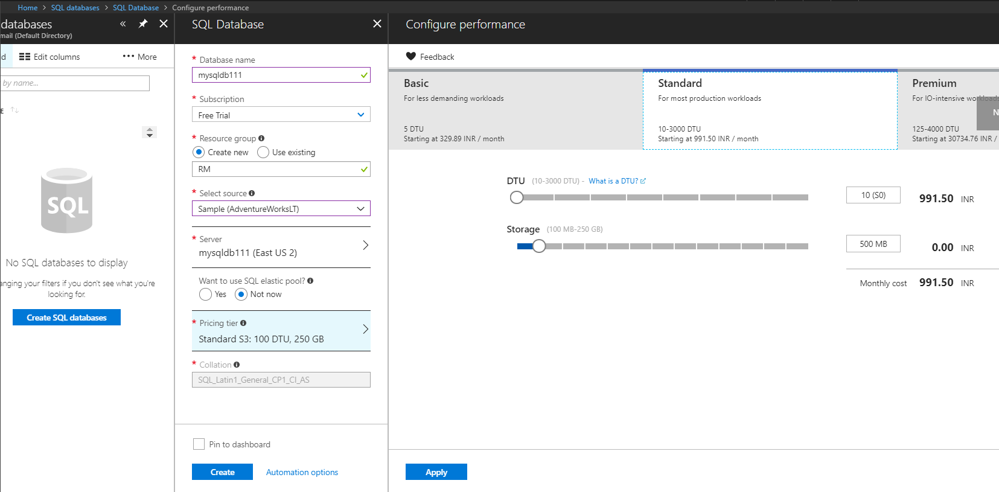 Home > SQL databases > SQL Database > Configure performance
databases
mail (Default Directory)
Edit columns
More
by name...
E
SQL
No SQL databases to display
anging your filters if you don't see what you're
looking for.
Create SQL databases
SQL Database
* Database name
mysqldb111
* Subscription
Free Trial
* Resource group
Create new
Use existing
RM
* Select source
Sample (AdventureWorksLT)
* Server
mysqldb111 (East US 2)
Want to use SQL elastic pool?
Yes
Not now
* Pricing tier
Standard S3: 100 DTU, 250 GB
* Collation
SQL_Latin1_General_CP1_CI_AS
Pin to dashboard
Create
Automation options
Configure performance
Feedback
Basic
For less demanding workloads
5 DTU
Starting at 329.89 INR / month
Standard
For most production workloads
10-3000 DTU
Starting at 991.50 INR / month
Premium
For IO-intensive workloads
N
125-4000 DTU
Starting at 30734.76 INR /
DTU (10-3000 DTU) - What is a DTU?
10 (S0)
991.50 INR
Storage (100 MB-250 GB)
500 MB
0.00 INR
Monthly cost 991.50 INR
Apply